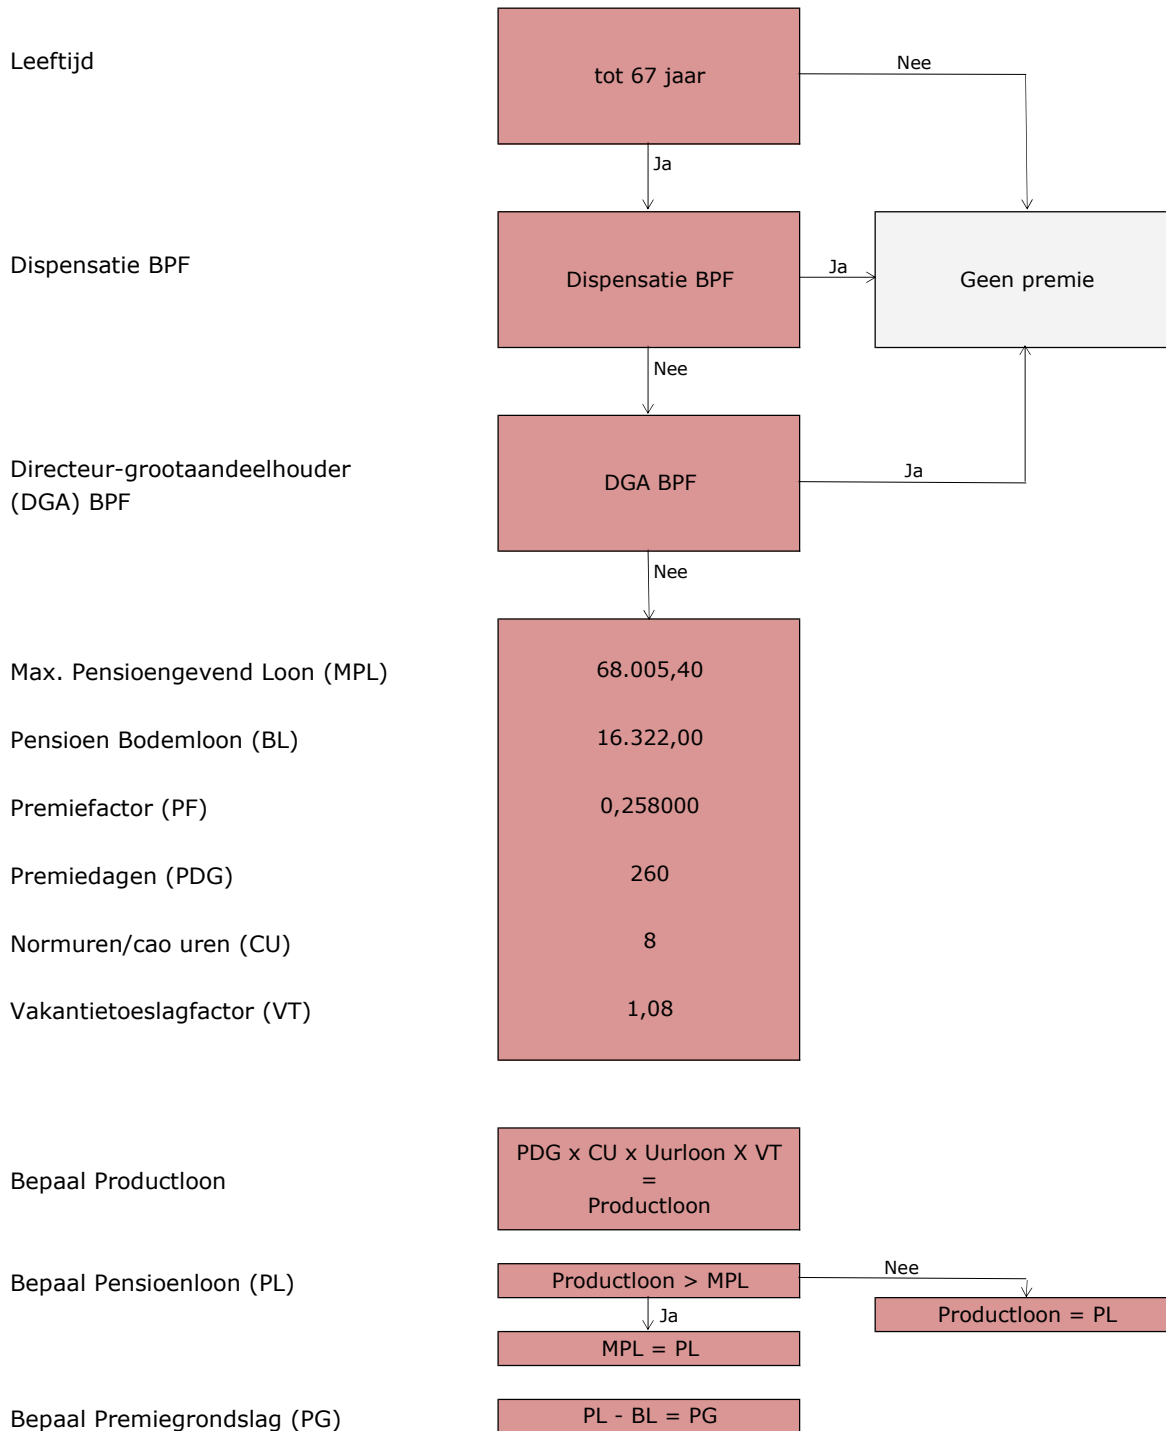 Leeftijd
tot 67 jaar
Nee
Ja
Dispensatie BPF
Dispensatie BPF
Ja
Geen premie
Nee
Directeur-grootaandeelhouder
(DGA) BPF
DGA BPF
Ja
Nee
Max. Pensioengevend Loon (MPL)
68.005,40
Pensioen Bodemloon (BL)
16.322,00
Premiefactor (PF)
0,258000
Premiedagen (PDG)
260
Normuren/cao uren (CU)
8
Vakantietoeslagfactor (VT)
1,08
Bepaal Productloon
PDG x CU x Uurloon X VT
=
Productloon
Bepaal Pensioenloon (PL)
Productloon > MPL
Nee
Ja
Productloon = PL
MPL = PL
Bepaal Premiegrondslag (PG)
PL - BL = PG